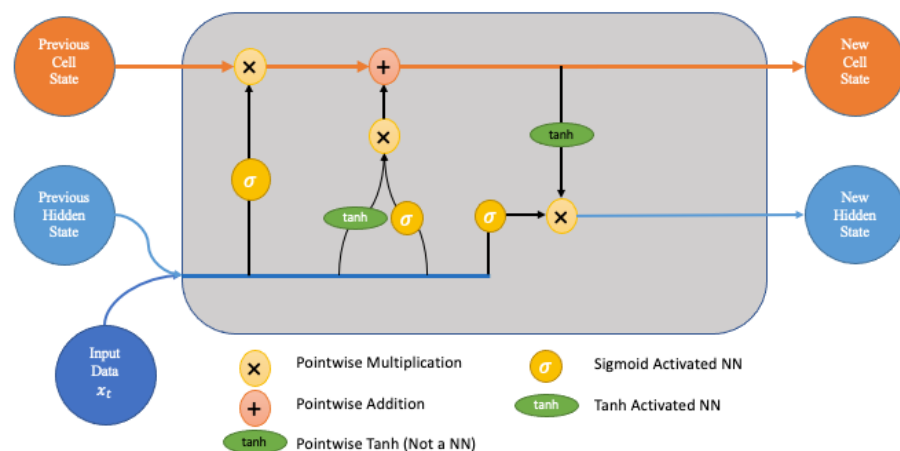 Previous
Cell
State
×
+
New
Cell
State
tanh
×
σ
Previous
Hidden
State
tanh
σ
σ
×
New
Hidden
State
Input
Data
x_t
× Pointwise Multiplication
σ Sigmoid Activated NN
+ Pointwise Addition
tanh Tanh Activated NN
tanh Pointwise Tanh (Not a NN)